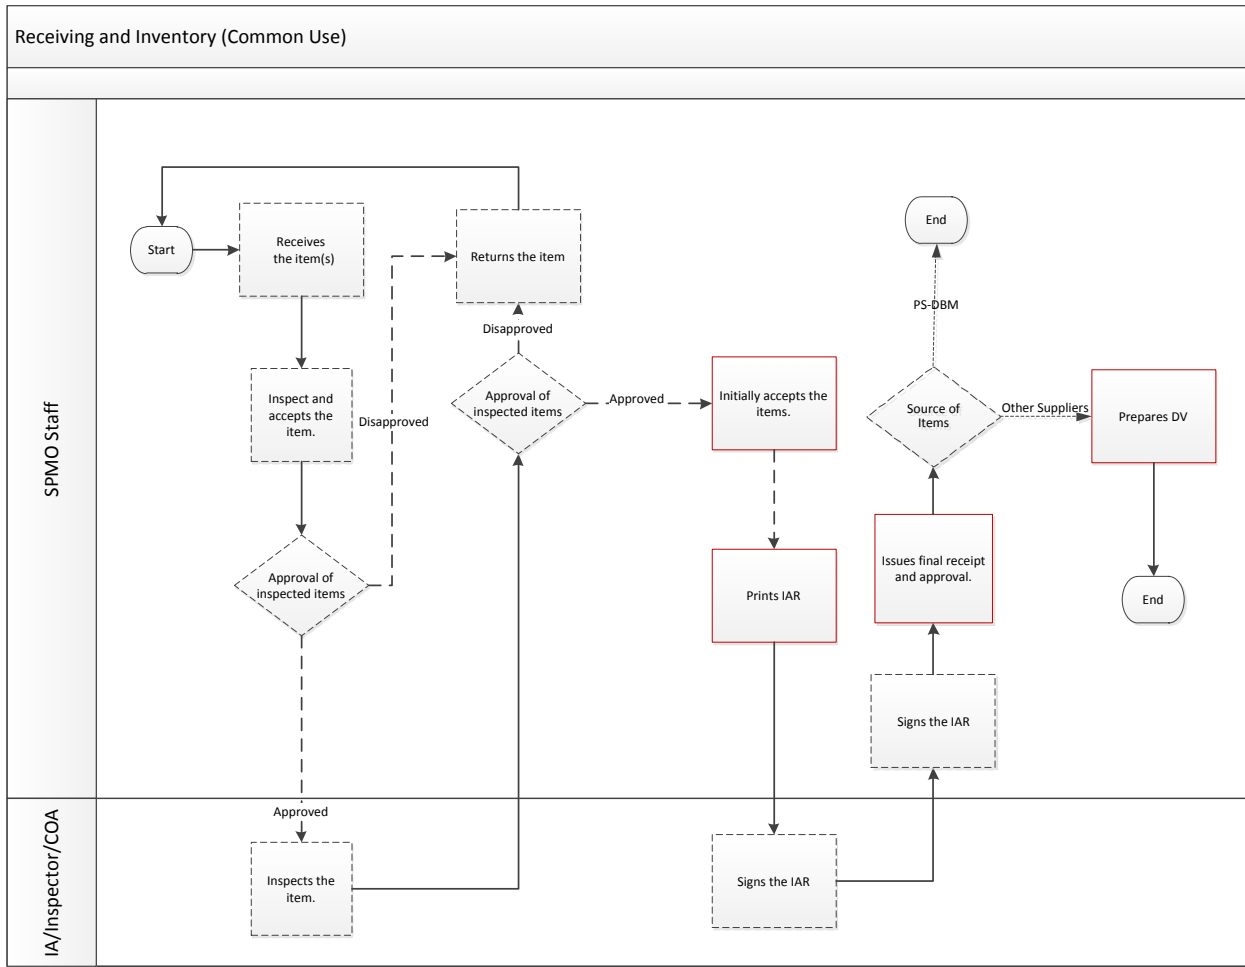 Receiving and Inventory (Common Use)
SPMO Staff
Start
Receives
the item(s)
Returns the item
End
PS-DBM
Disapproved
Inspect and
accepts the
item.
Disapproved
Approval of
inspected items
Approved
Initially accepts the
items.
Source of
Items
Other Suppliers
Prepares DV
Approval of
inspected items
Prints IAR
Issues final receipt
and approval.
End
Signs the IAR
IA/Inspector/COA
Approved
Inspects the
item.
Signs the IAR